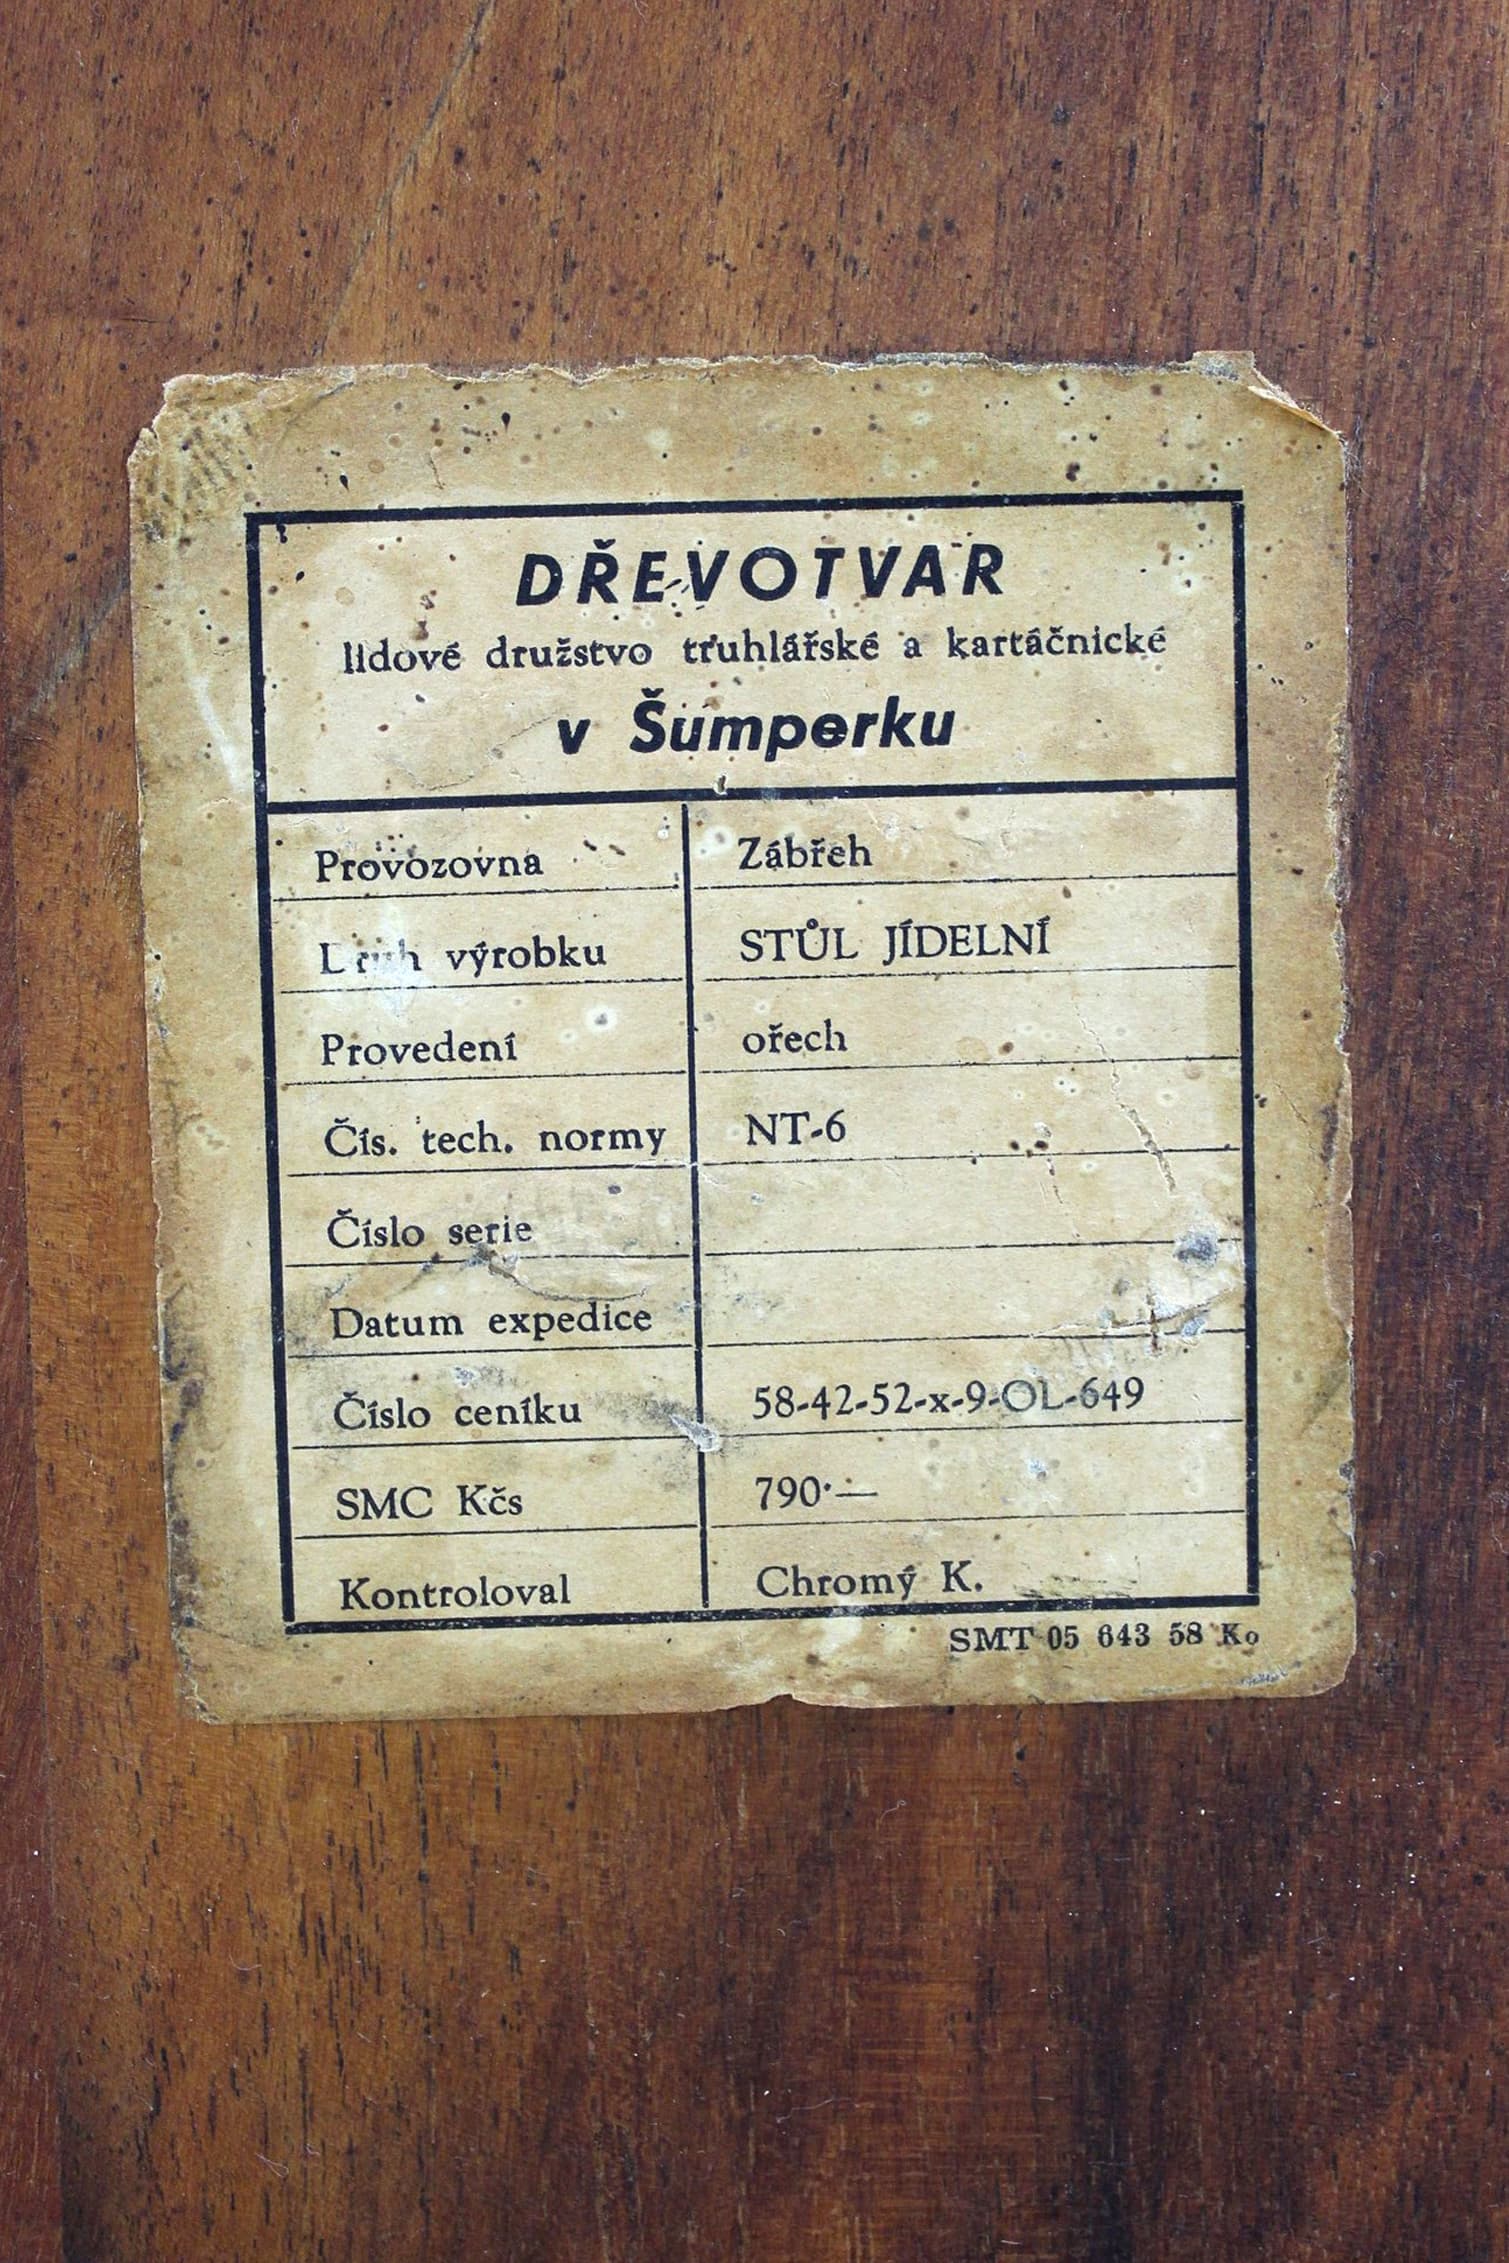 DŘEVOTVAR
lidové družstvo truhlářské a kartáčnické
v Šumperku
Provozovna Zábřeh
Druh výrobku STŮL JÍDELNÍ
Provedení ořech
Čís. tech. normy NT-6
Číslo serie
Datum expedice
Číslo ceníku 58-42-52-x-9-OL-649
SMC Kčs 790·—
Kontroloval Chromý K.
SMT 05 643 58 Ko